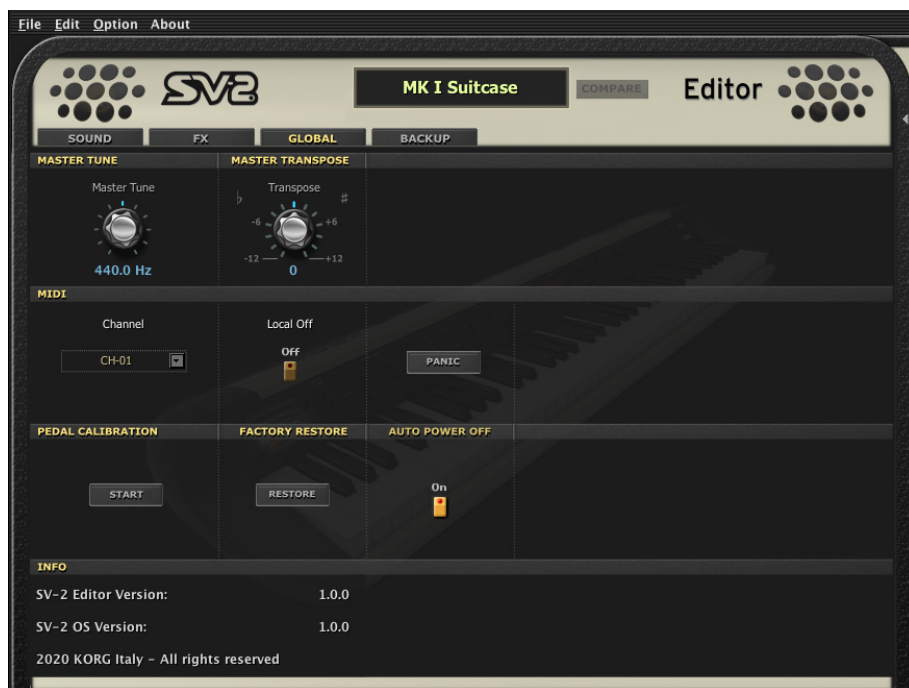 File Edit Option About
SV2 MK I Suitcase COMPARE Editor
SOUND FX GLOBAL BACKUP
MASTER TUNE MASTER TRANSPOSE
Master Tune Transpose
♭ ♯
-6 +6
-12 +12
440.0 Hz 0
MIDI
Channel Local Off
CH-01 Off PANIC
PEDAL CALIBRATION FACTORY RESTORE AUTO POWER OFF
START RESTORE On
INFO
SV-2 Editor Version: 1.0.0
SV-2 OS Version: 1.0.0
2020 KORG Italy - All rights reserved